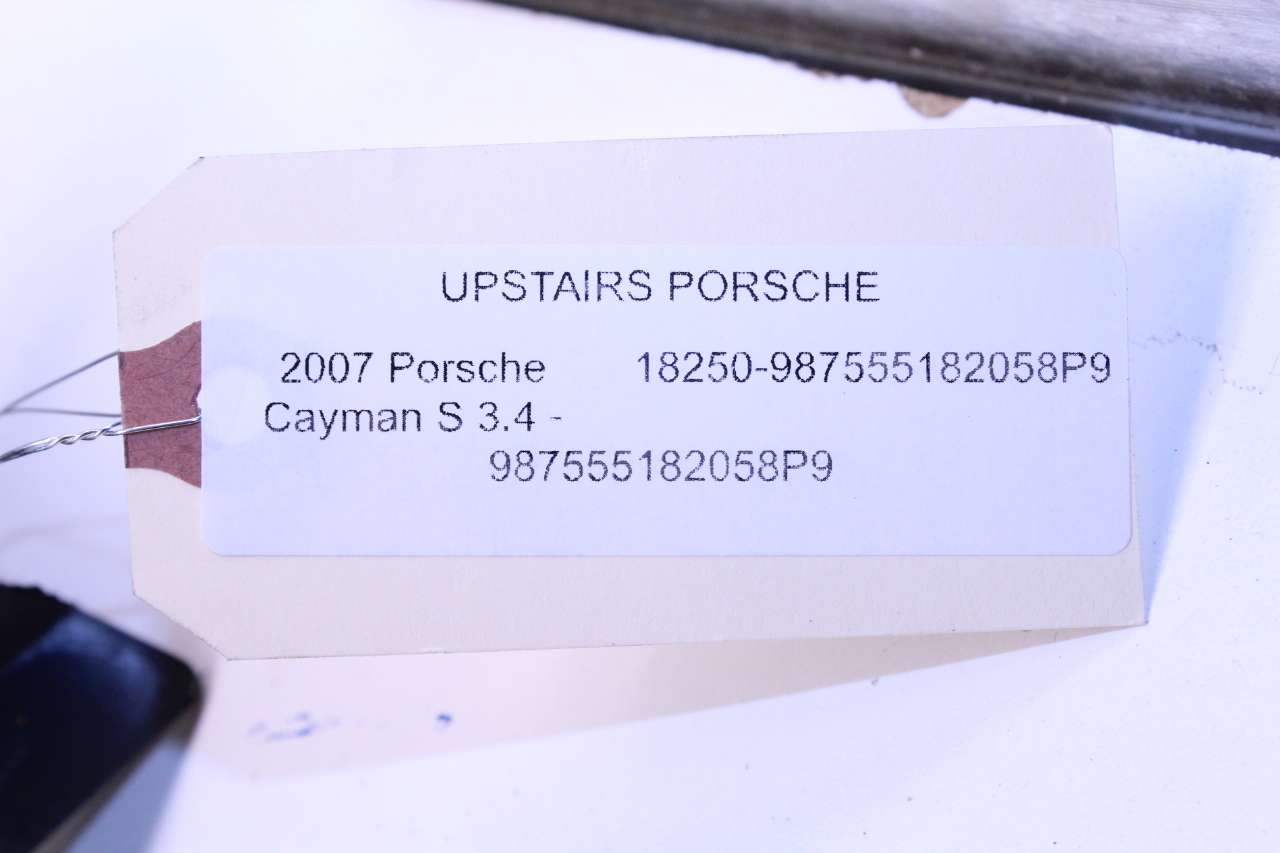 UPSTAIRS PORSCHE
2007 Porsche 18250-987555182058P9
Cayman S 3.4 -
987555182058P9